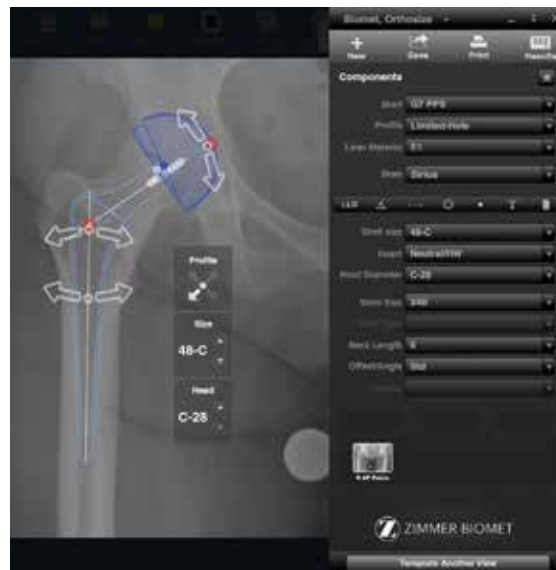 Biomet, Orthosize
New
Save
Print
Components
Shell G7 PPS
Profile Limited-Hole
Liner Material E1
Stem Sirius
Shell Size 48-C
Insert Neutral/HW
Head Diameter C-28
Stem Size
Neck Length
Offset/Angle Std
Profile
Size
48-C
Head
C-28
ZIMMER BIOMET
Template Another View